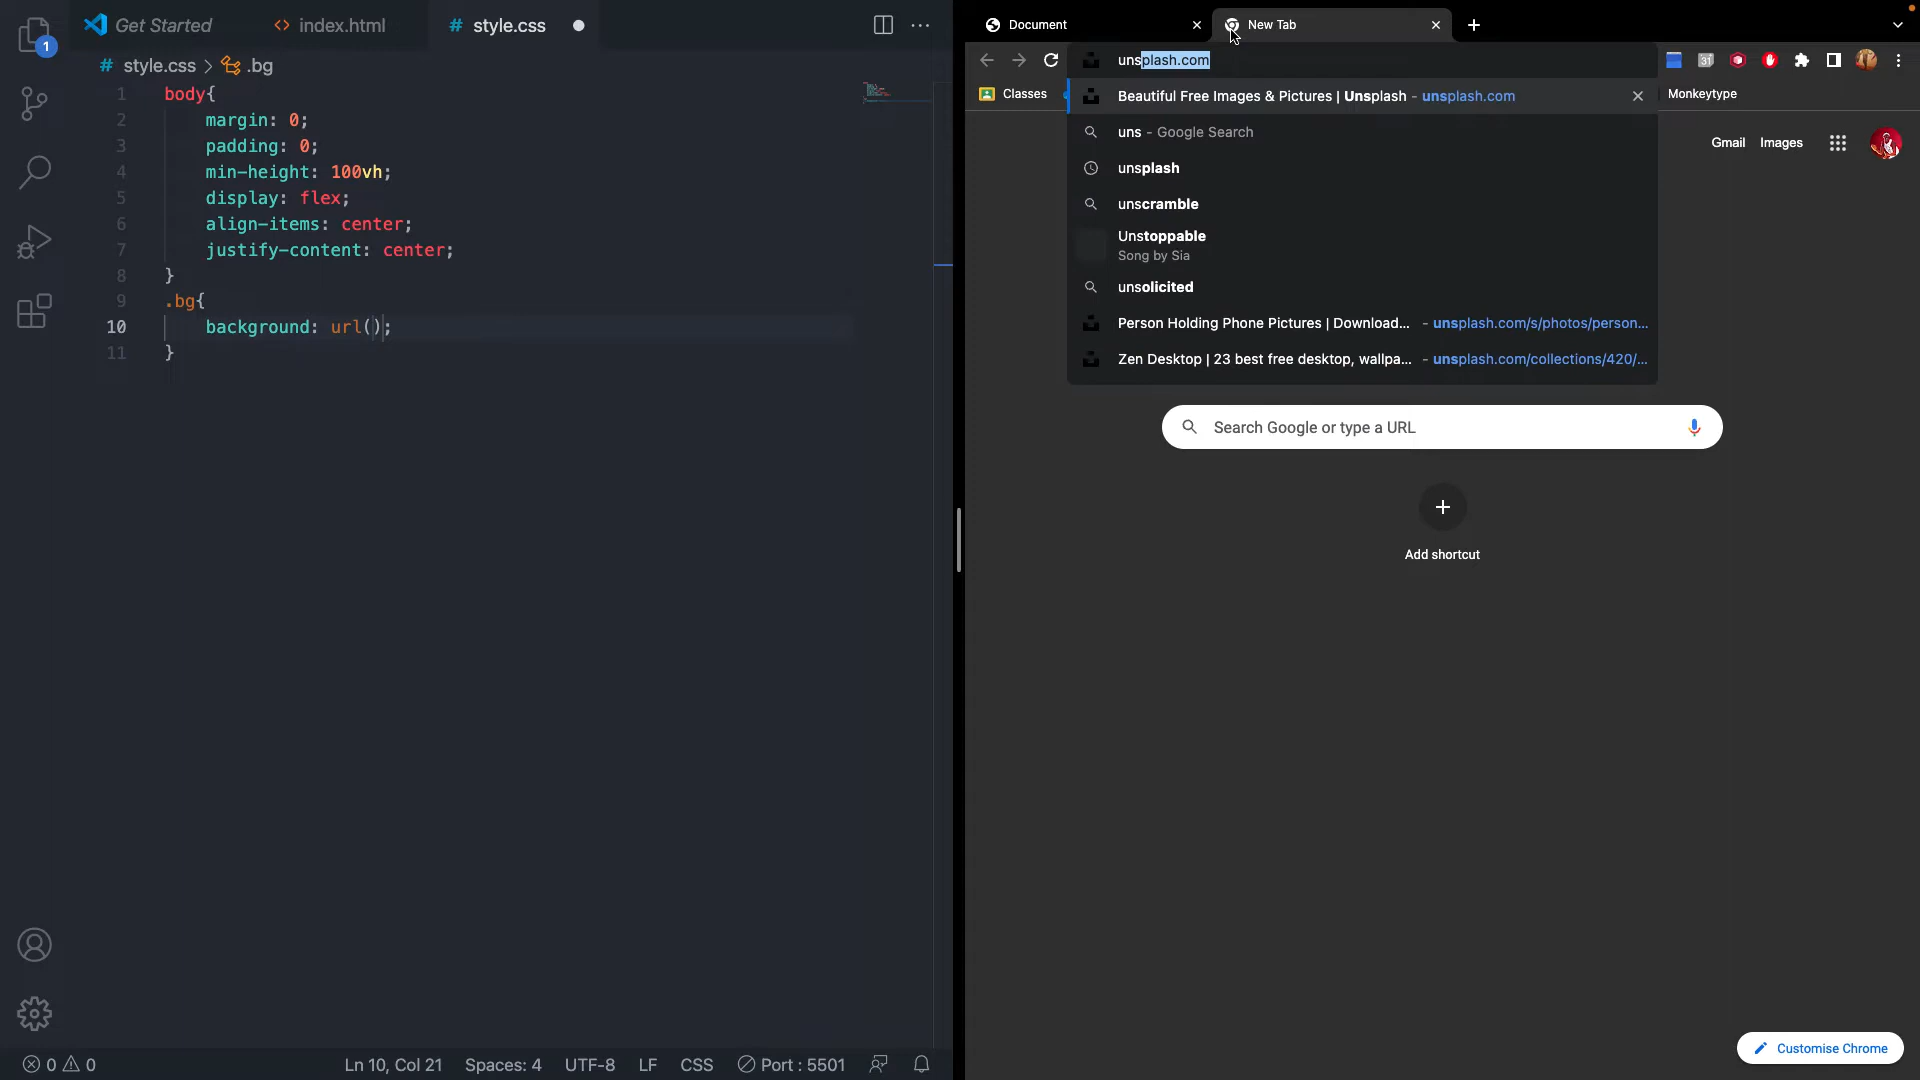 1
Get Started
<> index.html
# style.css
# style.css > .bg
1 body{
2 margin: 0;
3 padding: 0;
4 min-height: 100vh;
5 display: flex;
6 align-items: center;
7 justify-content: center;
8 }
9 .bg{
10 background: url();
11 }
0 0
Ln 10, Col 21
Spaces: 4
UTF-8
LF
CSS
Port : 5501
Document
New Tab
unsplash.com
31
Classes
Monkeytype
Beautiful Free Images & Pictures | Unsplash - unsplash.com
uns - Google Search
unsplash
unscramble
Unstoppable
Song by Sia
unsolicited
Person Holding Phone Pictures | Download... - unsplash.com/s/photos/person...
Zen Desktop | 23 best free desktop, wallpa... - unsplash.com/collections/420/...
Gmail Images
Search Google or type a URL
Add shortcut
Customise Chrome